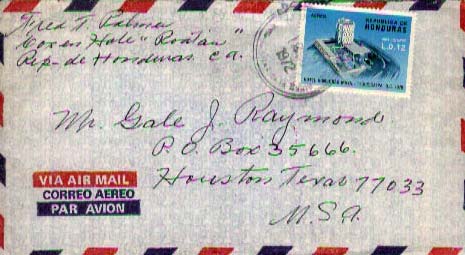 Fred T. Palmer
Coxen Hole "Roatan"
Rep. de Honduras. C. A.
AEREO
REPUBLICA DE
HONDURAS
L.0.12
1972
Mr. Gale J. Raymond
P.O. Box 35666.
Houston Texas 77033
U.S.A.
VIA AIR MAIL
CORREO AEREO
PAR AVION